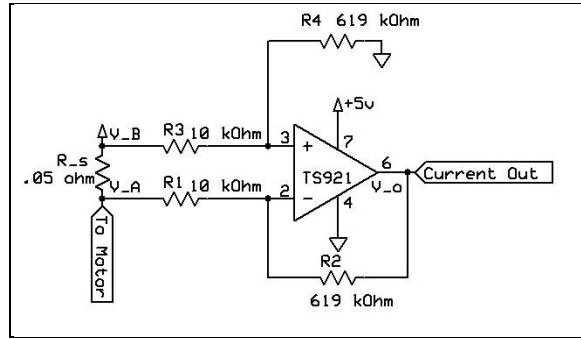 R4 619 kOhm
+5v
V_B
R3 10 kOhm
3
+
7
R_s
.05 ohm
V_A
R1 10 kOhm
2
-
TS921
6
V_o
Current Out
4
To Motor
R2
619 kOhm